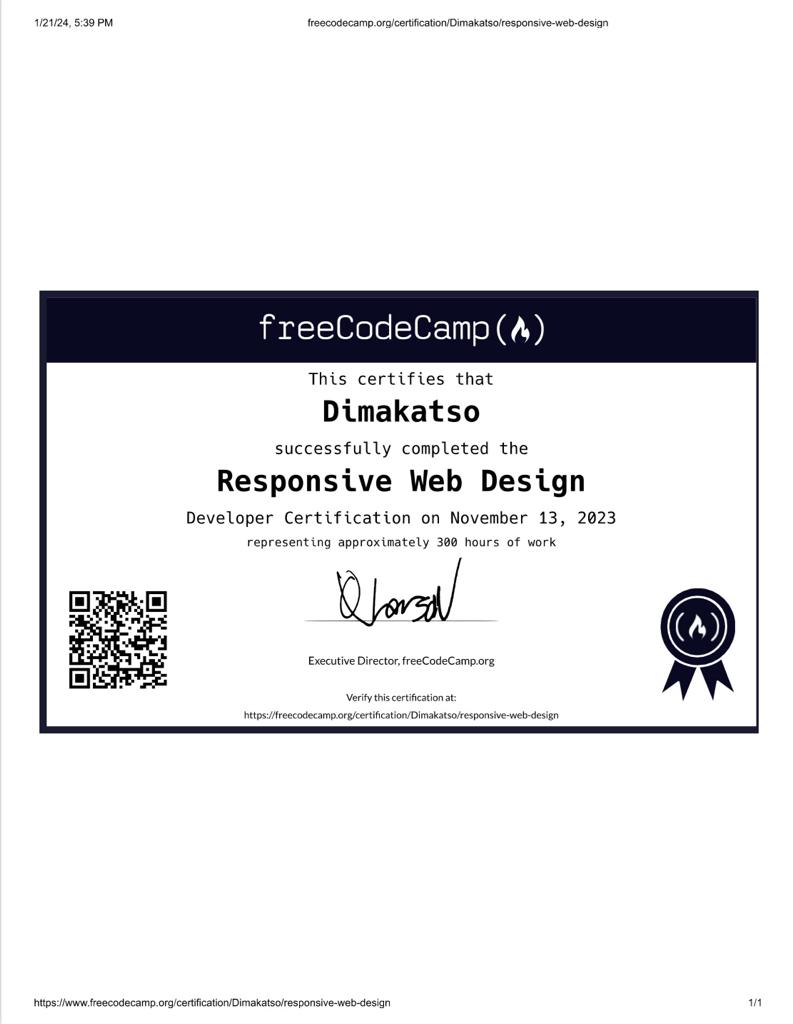 1/21/24, 5:39 PM
freecodecamp.org/certification/Dimakatso/responsive-web-design
freeCodeCamp
This certifies that
Dimakatso
successfully completed the
Responsive Web Design
Developer Certification on November 13, 2023
representing approximately 300 hours of work
Executive Director, freeCodeCamp.org
Verify this certification at:
https://freecodecamp.org/certification/Dimakatso/responsive-web-design
https://www.freecodecamp.org/certification/Dimakatso/responsive-web-design
1/1